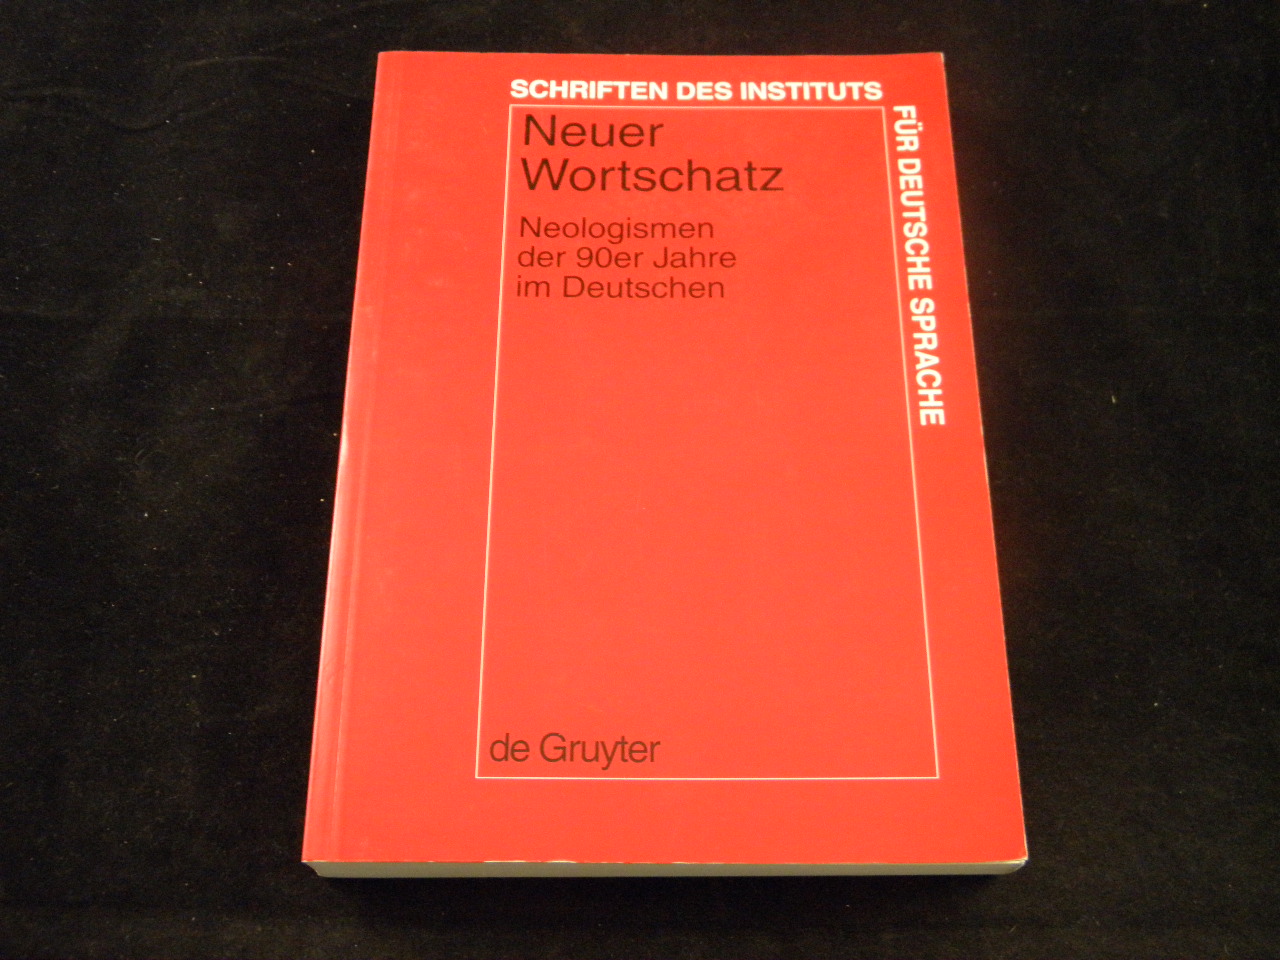 SCHRIFTEN DES INSTITUTS
FÜR DEUTSCHE SPRACHE
Neuer
Wortschatz
Neologismen
der 90er Jahre
im Deutschen
de Gruyter